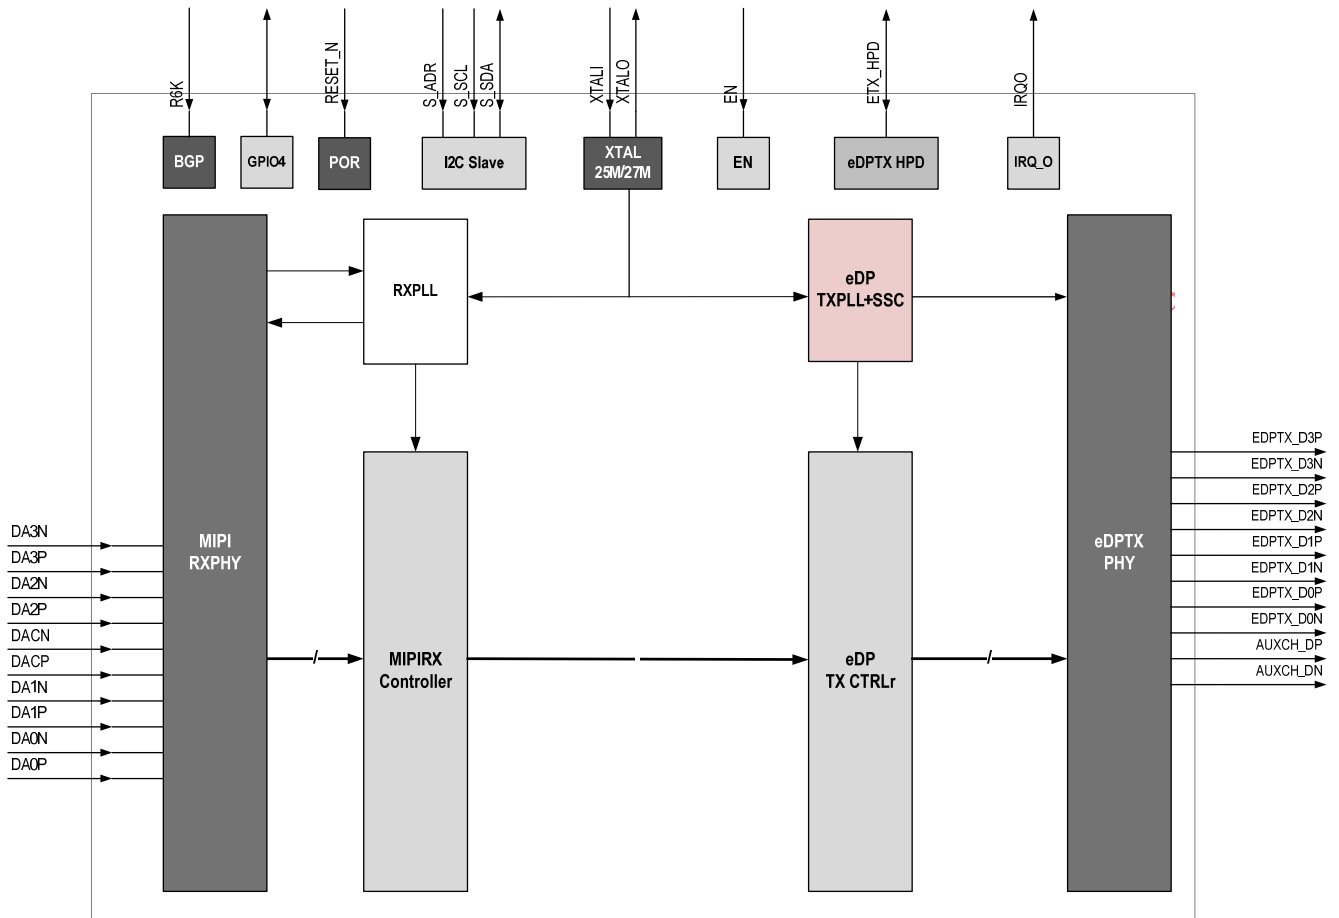 R6K
RESET_N
S_ADR
S_SCL
S_SDA
XTALI
XTALO
EN
ETX_HPD
IRQO
BGP
GPIO4
POR
I2C Slave
XTAL
25M/27M
EN
eDPTX HPD
IRQ_O
RXPLL
eDP
TXPLL+SSC
MIPI
RXPHY
eDPTX
PHY
MIPIRX
Controller
eDP
TX CTRLr
DA3N
DA3P
DA2N
DA2P
DACN
DACP
DA1N
DA1P
DA0N
DA0P
EDPTX_D3P
EDPTX_D3N
EDPTX_D2P
EDPTX_D2N
EDPTX_D1P
EDPTX_D1N
EDPTX_D0P
EDPTX_D0N
AUXCH_DP
AUXCH_DN